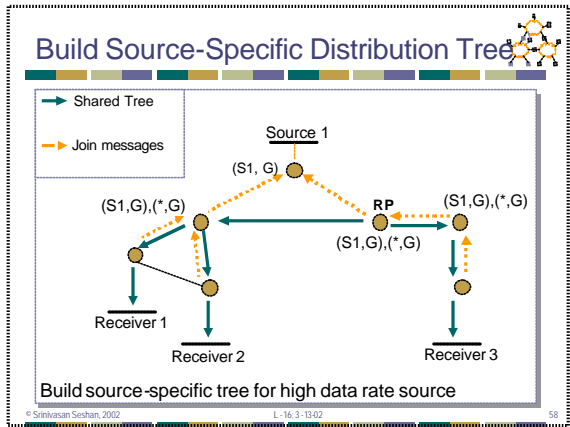 Build Source-Specific Distribution Tree
Shared Tree
Join messages
Source 1
(S1, G)
(S1,G),(*,G)
RP
(S1,G),(*,G)
(S1,G),(*,G)
Receiver 1
Receiver 2
Receiver 3
Build source-specific tree for high data rate source
© Srinivasan Seshan, 2002
L -16; 3-13-02
58